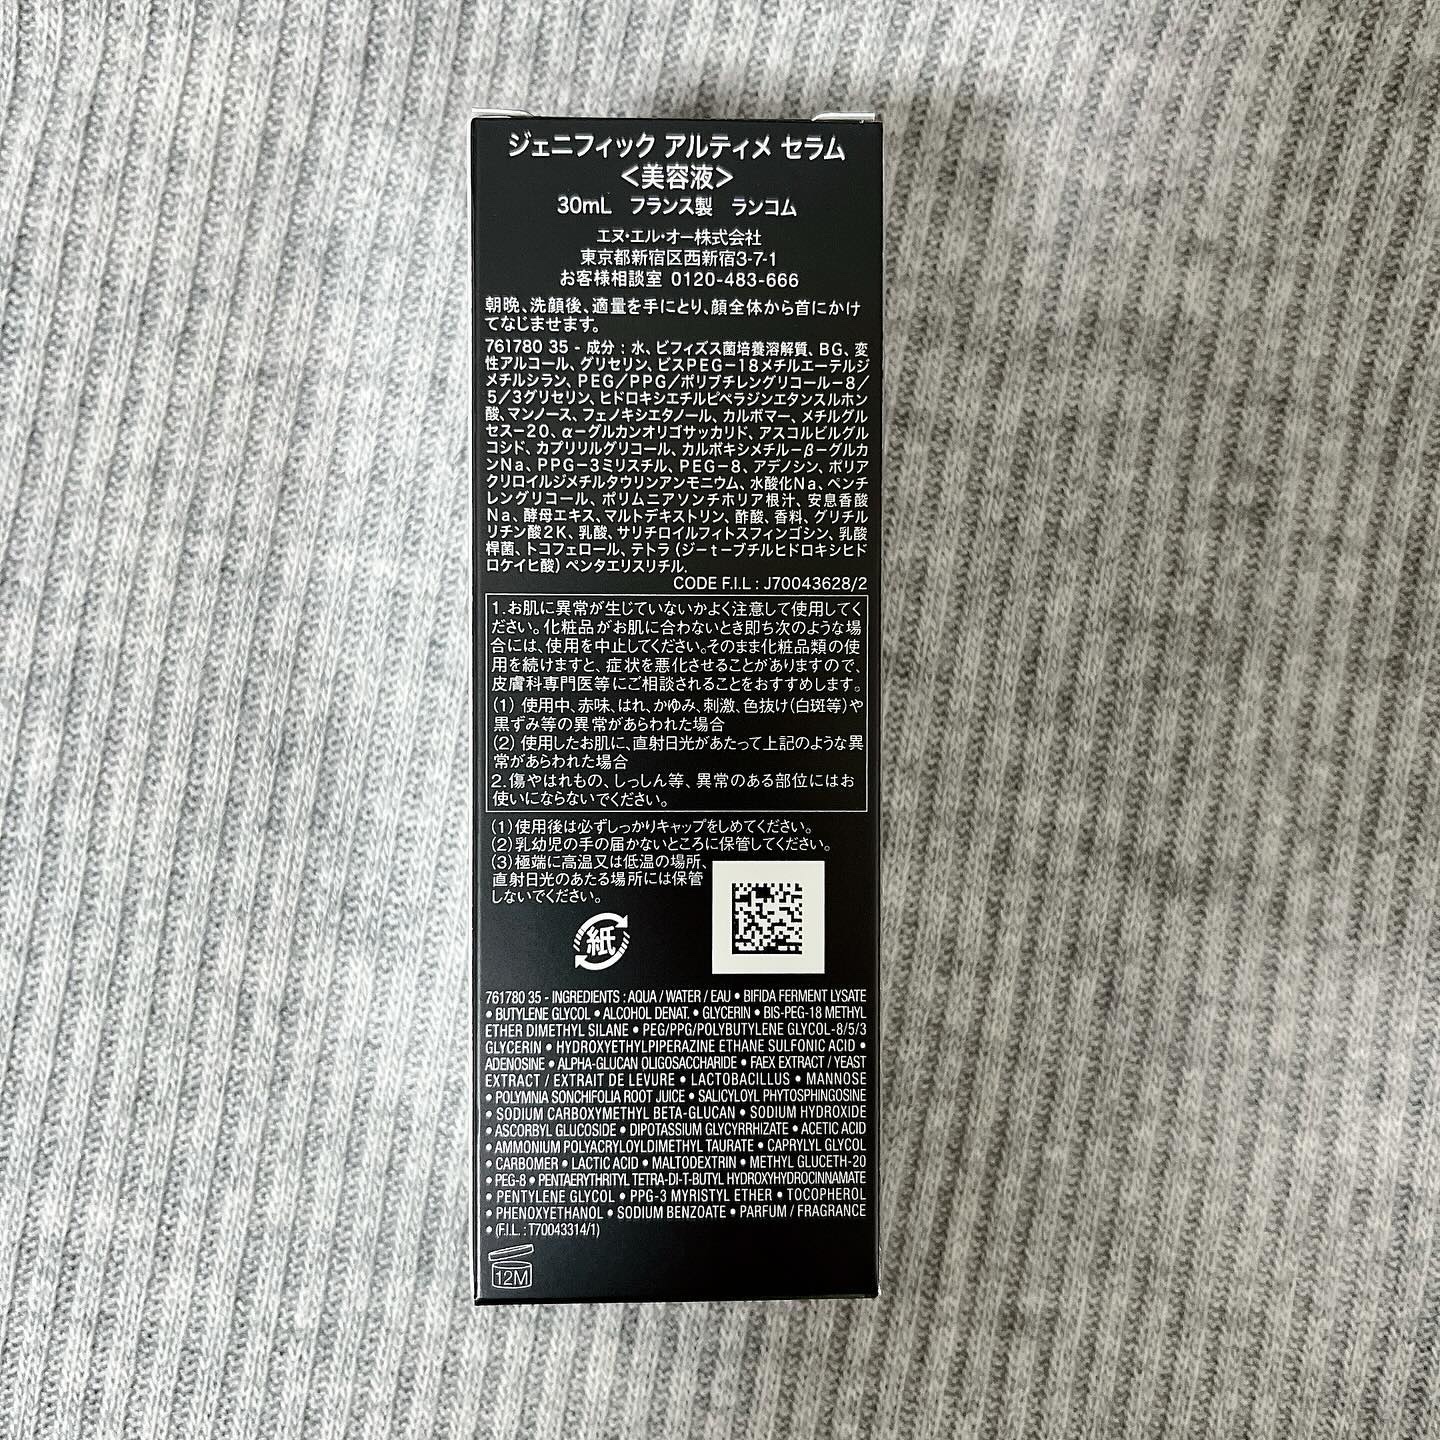 ジェニフィック アルティメ セラム
<美容液>
30mL フランス製 ランコム
エヌ・エル・オー株式会社
東京都新宿区西新宿3-7-1
お客様相談室 0120-483-666
朝晩、洗顔後、適量を手にとり、顔全体から首にかけ
てなじませます。
761780 35 - 成分 : 水、ビフィズス菌培養溶解質、BG、変
性アルコール、グリセリン、ビスPEG－18メチルエーテルジ
メチルシラン、PEG／PPG／ポリブチレングリコール－8／
5／3グリセリン、ヒドロキシエチルピペラジンエタンスルホン
酸、マンノース、フェノキシエタノール、カルボマー、メチルグル
セス－20、α－グルカンオリゴサッカリド、アスコルビルグル
コシド、カプリリルグリコール、カルボキシメチル－β－グルカ
ンNa、PPG－3ミリスチル、PEG－8、アデノシン、ポリア
クリロイルジメチルタウリンアンモニウム、水酸化Na、ペンチ
レングリコール、ポリムニアソンチホリア根汁、安息香酸
Na、酵母エキス、マルトデキストリン、酢酸、香料、グリチル
リチン酸2K、乳酸、サリチロイルフィトスフィンゴシン、乳酸
桿菌、トコフェロール、テトラ（ジ－t－ブチルヒドロキシヒド
ロケイヒ酸）ペンタエリスリチル.
CODE F.I.L : J70043628/2
1.お肌に異常が生じていないかよく注意して使用してく
ださい。化粧品がお肌に合わないとき即ち次のような場
合には、使用を中止してください。そのまま化粧品類の使
用を続けますと、症状を悪化させることがありますので、
皮膚科専門医等にご相談されることをおすすめします。
(1) 使用中、赤味、はれ、かゆみ、刺激、色抜け(白斑等)や
黒ずみ等の異常があらわれた場合
(2) 使用したお肌に、直射日光があたって上記のような異
常があらわれた場合
2.傷やはれもの、しっしん等、異常のある部位にはお
使いにならないでください。
(1)使用後は必ずしっかりキャップをしめてください。
(2)乳幼児の手の届かないところに保管してください。
(3)極端に高温又は低温の場所、
直射日光のあたる場所には保管
しないでください。
紙
761780 35 - INGREDIENTS : AQUA / WATER / EAU • BIFIDA FERMENT LYSATE
• BUTYLENE GLYCOL • ALCOHOL DENAT. • GLYCERIN • BIS-PEG-18 METHYL
ETHER DIMETHYL SILANE • PEG/PPG/POLYBUTYLENE GLYCOL-8/5/3
GLYCERIN • HYDROXYETHYLPIPERAZINE ETHANE SULFONIC ACID •
ADENOSINE • ALPHA-GLUCAN OLIGOSACCHARIDE • FAEX EXTRACT / YEAST
EXTRACT / EXTRAIT DE LEVURE • LACTOBACILLUS • MANNOSE
• POLYMNIA SONCHIFOLIA ROOT JUICE • SALICYLOYL PHYTOSPHINGOSINE
• SODIUM CARBOXYMETHYL BETA-GLUCAN • SODIUM HYDROXIDE
• ASCORBYL GLUCOSIDE • DIPOTASSIUM GLYCYRRHIZATE • ACETIC ACID
• AMMONIUM POLYACRYLOYLDIMETHYL TAURATE • CAPRYLYL GLYCOL
• CARBOMER • LACTIC ACID • MALTODEXTRIN • METHYL GLUCETH-20
• PEG-8 • PENTAERYTHRITYL TETRA-DI-T-BUTYL HYDROXYHYDROCINNAMATE
• PENTYLENE GLYCOL • PPG-3 MYRISTYL ETHER • TOCOPHEROL
• PHENOXYETHANOL • SODIUM BENZOATE • PARFUM / FRAGRANCE
• (F.I.L. : T70043314/1)
12M